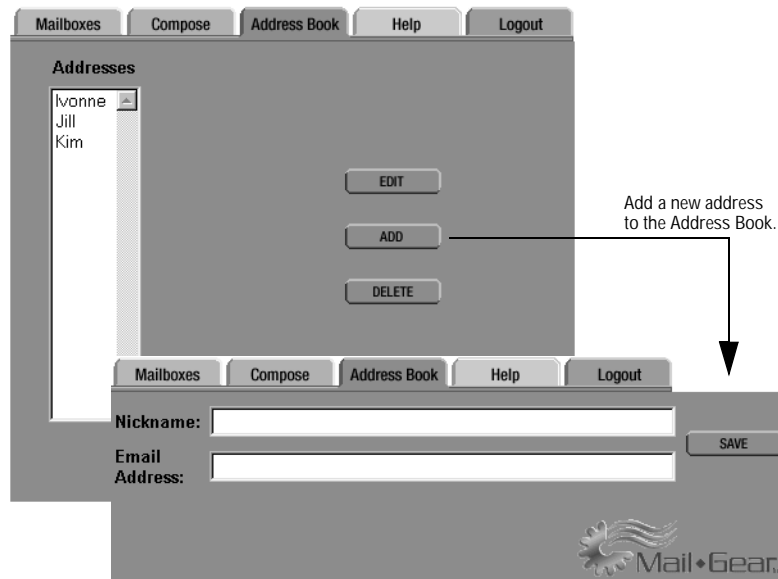 Mailboxes Compose Address Book Help Logout
Addresses
Ivonne
Jill
Kim
EDIT
ADD
DELETE
Add a new address
to the Address Book.
Mailboxes Compose Address Book Help Logout
Nickname:
Email
Address:
SAVE
Mail•Gear